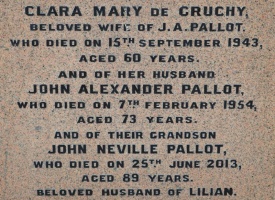 CLARA MARY DE GRUCHY,
BELOVED WIFE OF J.A. PALLOT,
WHO DIED ON 15TH SEPTEMBER 1943,
AGED 60 YEARS.
AND OF HER HUSBAND
JOHN ALEXANDER PALLOT,
WHO DIED ON 7TH FEBRUARY 1954,
AGED 73 YEARS.
AND OF THEIR GRANDSON
JOHN NEVILLE PALLOT,
WHO DIED ON 25TH JUNE 2013,
AGED 89 YEARS.
BELOVED HUSBAND OF LILIAN.